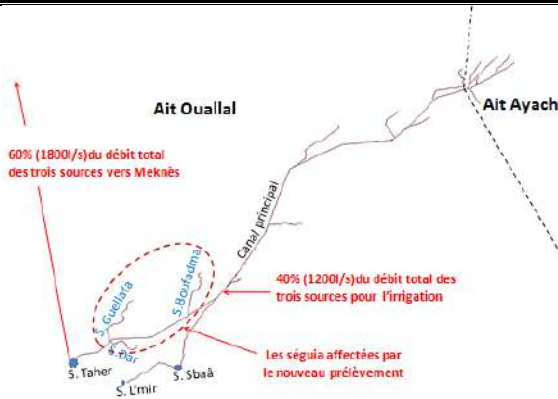 Ait Ouallal
Ait Ayach
60% (1800l/s)du débit total
des trois sources vers Meknès
Canal principal
S. Guellafa
S.Boufadma
40% (1200l/s)du débit total des
trois sources pour l'irrigation
S.Dar
S. Taher
S. L'mir
S. Sbaâ
Les séguia affectées par
le nouveau prélèvement